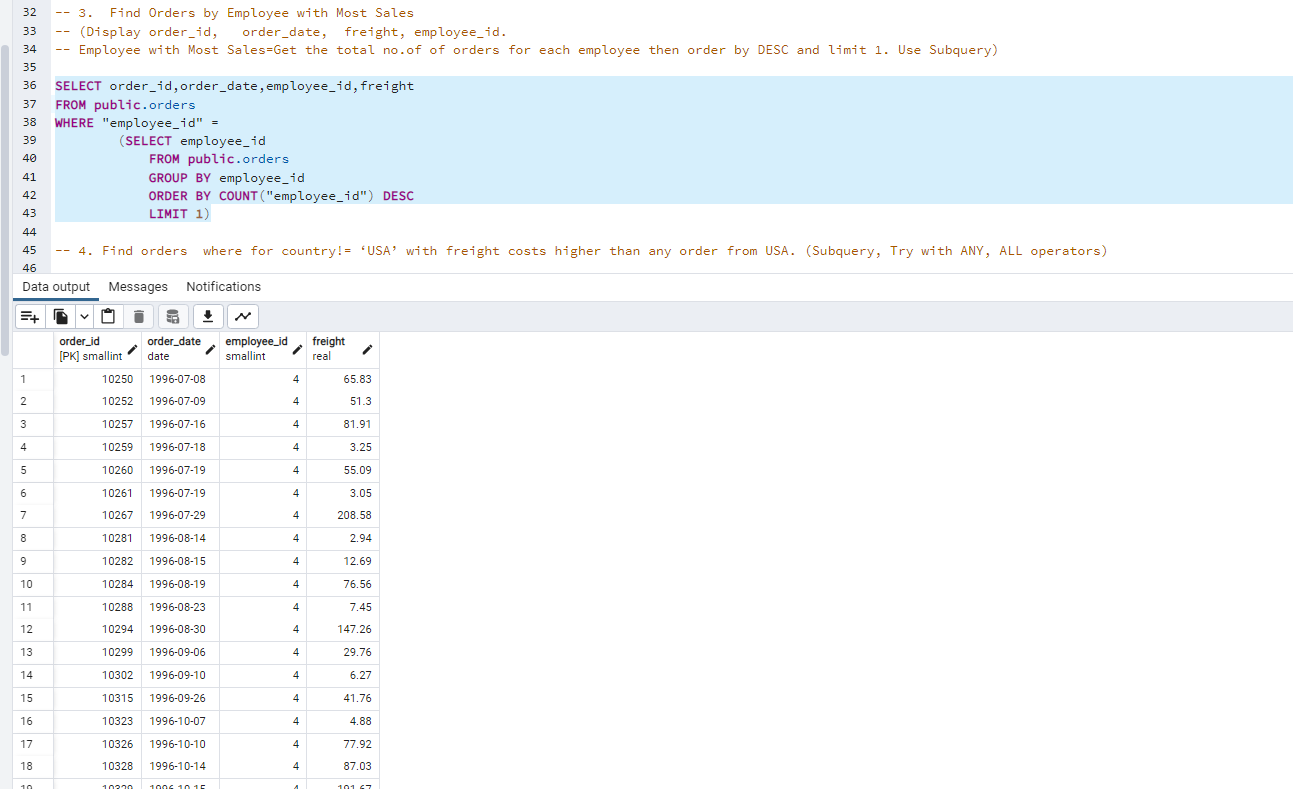 32 -- 3.  Find Orders by Employee with Most Sales
33 -- (Display order_id,   order_date,  freight, employee_id.
34 -- Employee with Most Sales=Get the total no.of of orders for each employee then order by DESC and limit 1. Use Subquery)
35
36 SELECT order_id,order_date,employee_id,freight
37 FROM public.orders
38 WHERE "employee_id" =
39 (SELECT employee_id
40 FROM public.orders
41 GROUP BY employee_id
42 ORDER BY COUNT("employee_id") DESC
43 LIMIT 1)
44
45 -- 4. Find orders  where for country!= ‘USA’ with freight costs higher than any order from USA. (Subquery, Try with ANY, ALL operators)
46
Data output Messages Notifications
order_id order_date employee_id freight
[PK] smallint date smallint real
1 10250 1996-07-08 4 65.83
2 10252 1996-07-09 4 51.3
3 10257 1996-07-16 4 81.91
4 10259 1996-07-18 4 3.25
5 10260 1996-07-19 4 55.09
6 10261 1996-07-19 4 3.05
7 10267 1996-07-29 4 208.58
8 10281 1996-08-14 4 2.94
9 10282 1996-08-15 4 12.69
10 10284 1996-08-19 4 76.56
11 10288 1996-08-23 4 7.45
12 10294 1996-08-30 4 147.26
13 10299 1996-09-06 4 29.76
14 10302 1996-09-10 4 6.27
15 10315 1996-09-26 4 41.76
16 10323 1996-10-07 4 4.88
17 10326 1996-10-10 4 77.92
18 10328 1996-10-14 4 87.03
19 10329 1996-10-15 4 191.67